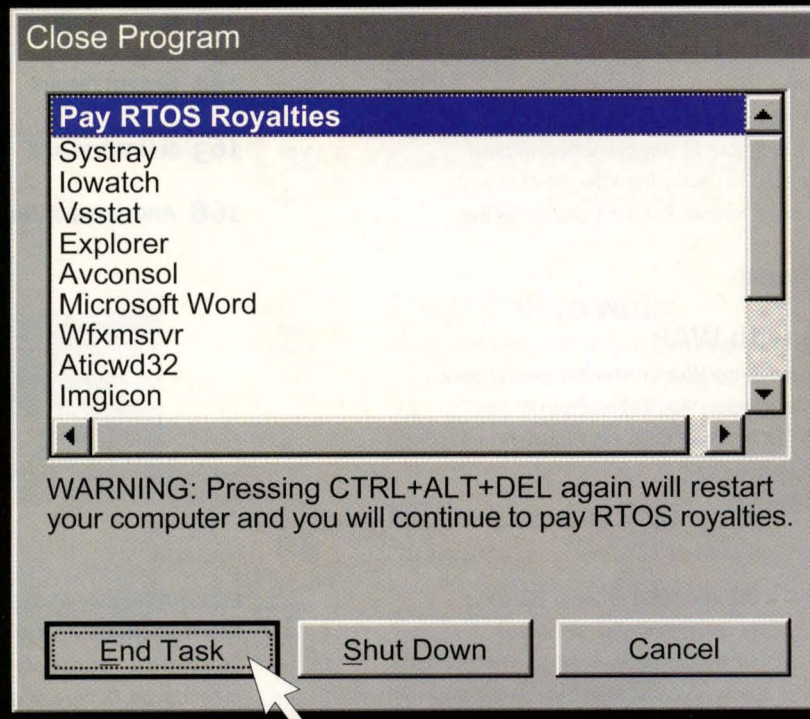 Close Program
Pay RTOS Royalties
Systray
Iowatch
Vsstat
Explorer
Avconsol
Microsoft Word
Wfxmsrvr
Aticwd32
Imgicon
WARNING: Pressing CTRL+ALT+DEL again will restart
your computer and you will continue to pay RTOS royalties.
End Task
Shut Down
Cancel